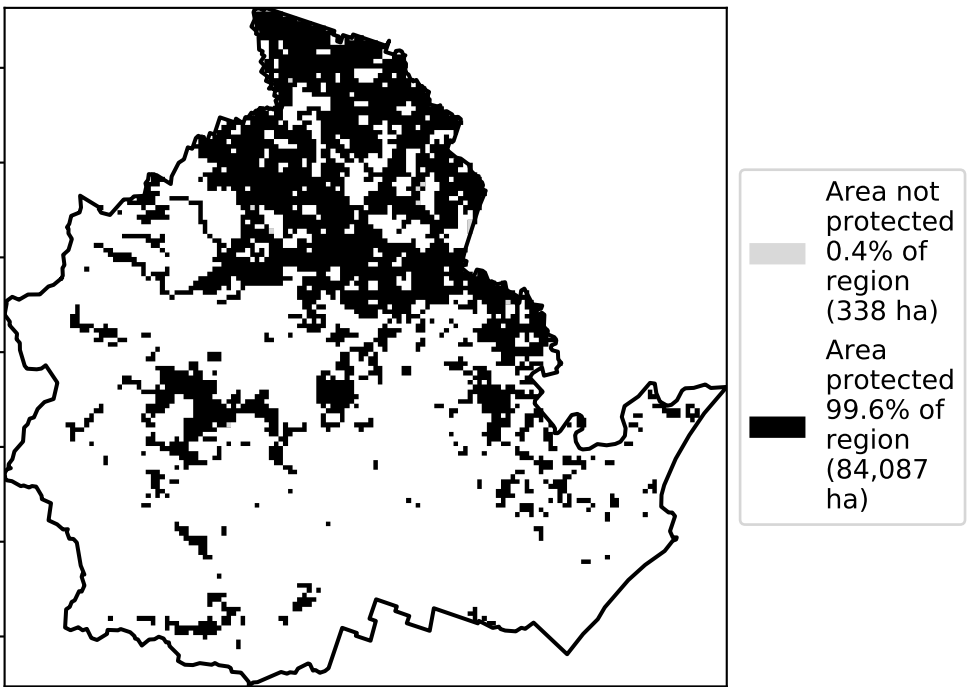 Area not
protected
0.4% of
region
(338 ha)
Area
protected
99.6% of
region
(84,087
ha)